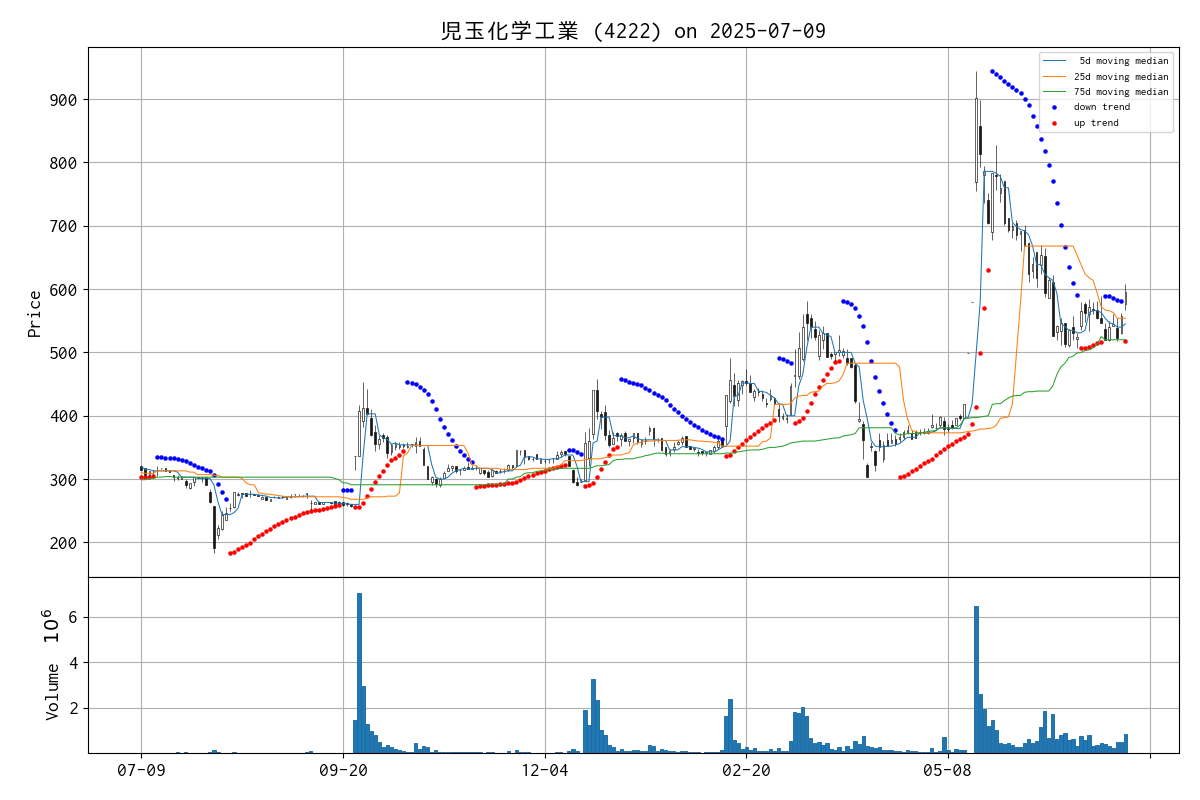 児玉化学工業 (4222) on 2025-07-09
5d moving median
25d moving median
75d moving median
down trend
up trend
900
800
700
600
500
400
300
200
Price
6
4
2
Volume 10^6
07-09
09-20
12-04
02-20
05-08